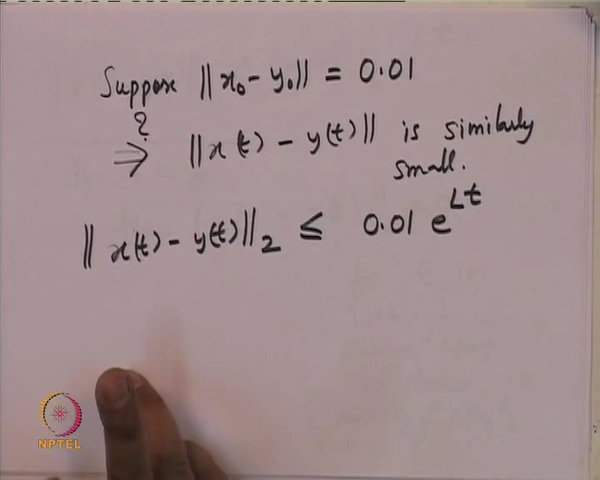 Suppose ||x₀ - y₀|| = 0.01
?
⇒ ||x(t) - y(t)|| is similarly
small.
||x(t) - y(t)||₂ ≤ 0.01 e^{Lt}
NPTEL